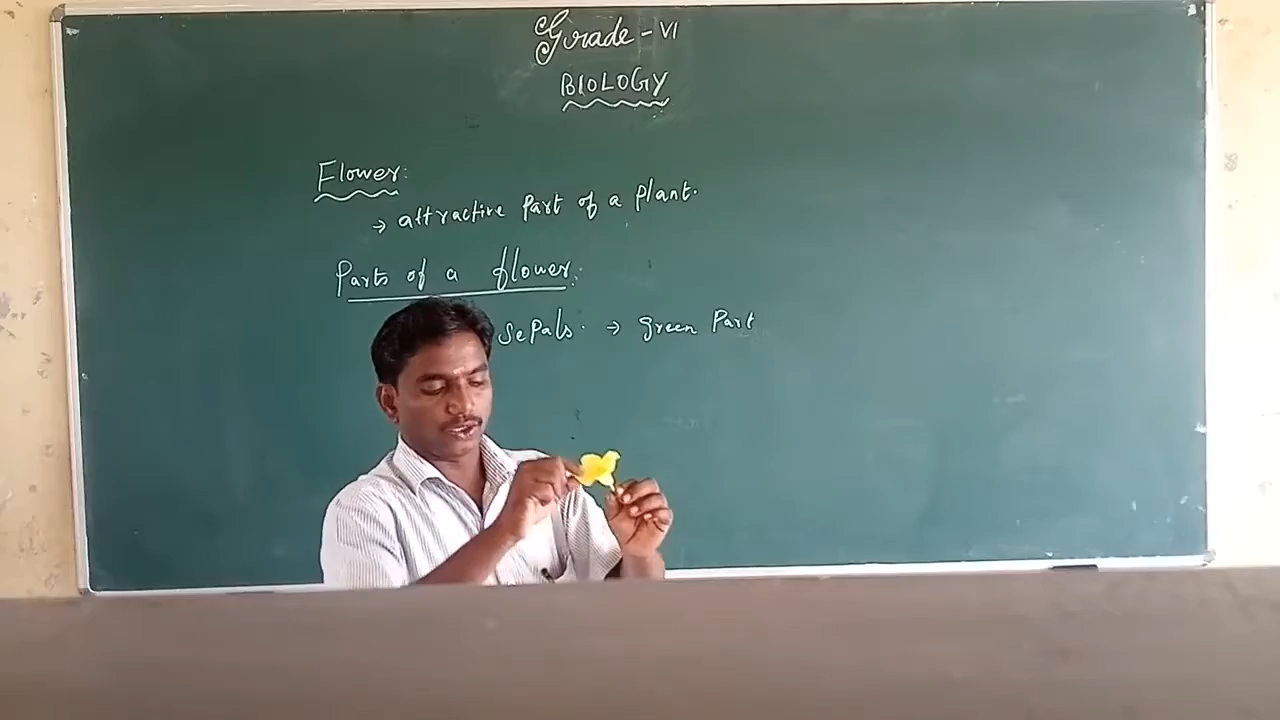 Grade - VI
BIOLOGY
Flower:
→ attractive Part of a Plant.
Parts of a flower:
Sepals. → green Part